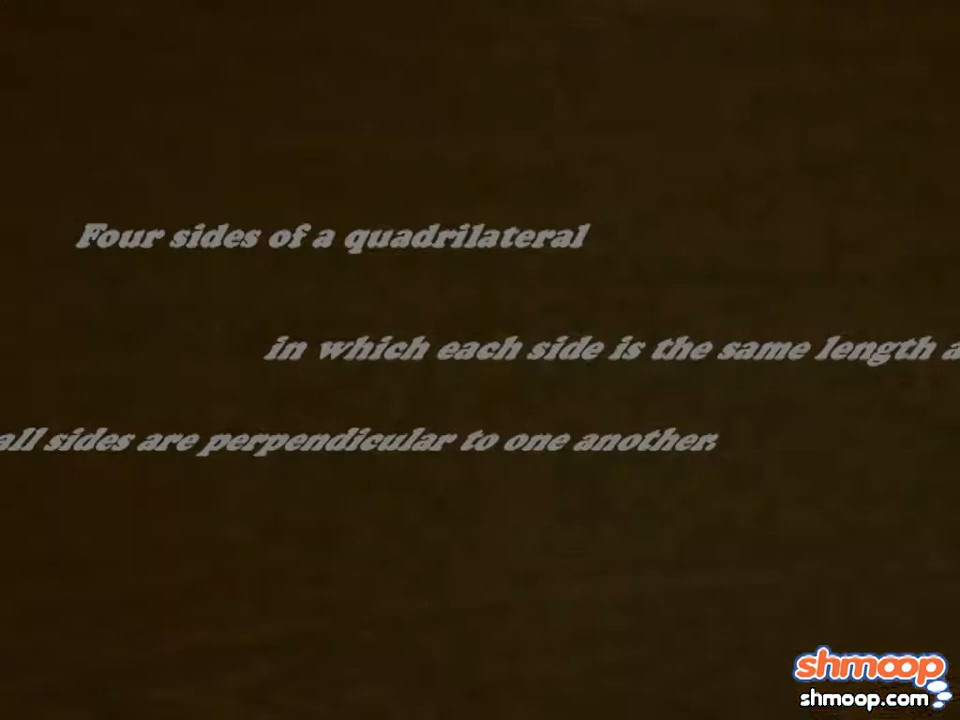 Four sides of a quadrilateral
in which each side is the same length a
all sides are perpendicular to one another.
shmoop
shmoop.com